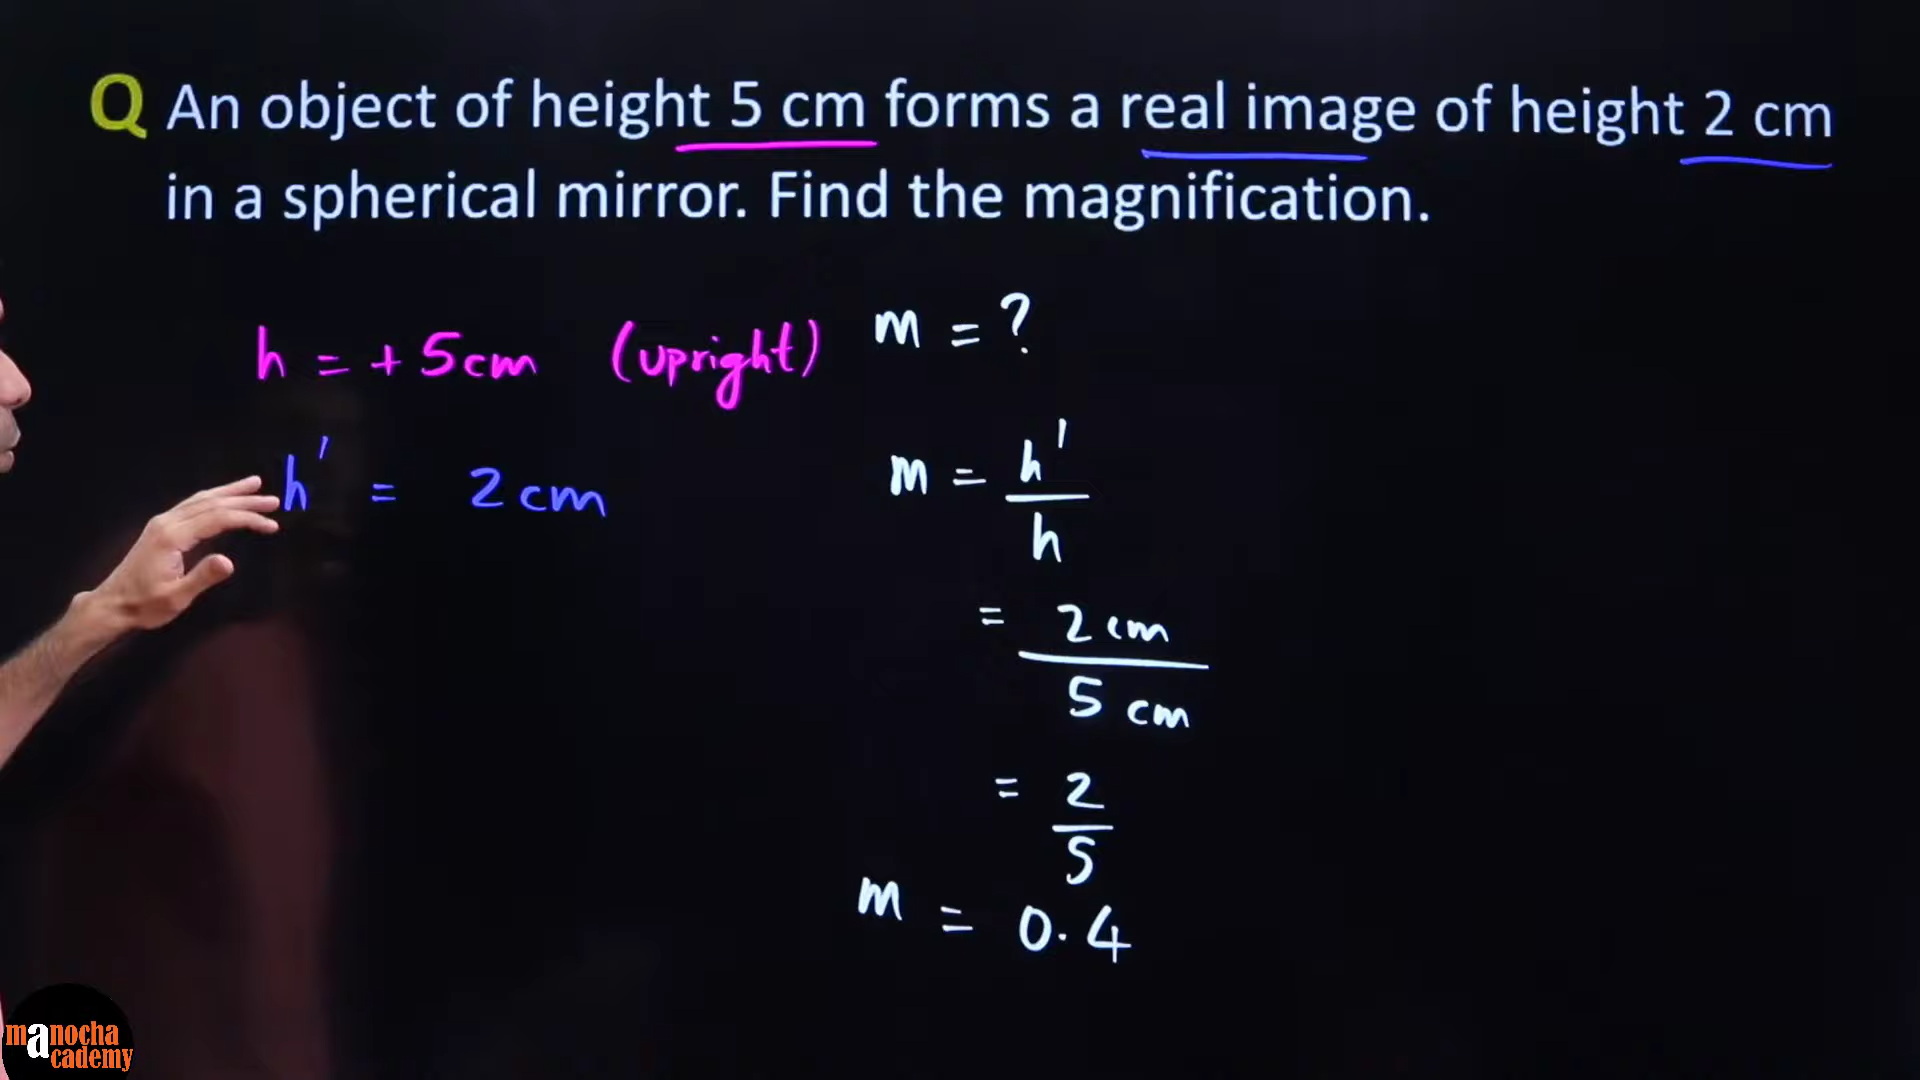 Q An object of height 5 cm forms a real image of height 2 cm
in a spherical mirror. Find the magnification.
h = +5cm (upright)
h' = 2cm
m = ?
m = h'
h
= 2 cm
5 cm
= 2
5
m = 0.4
manocha
academy